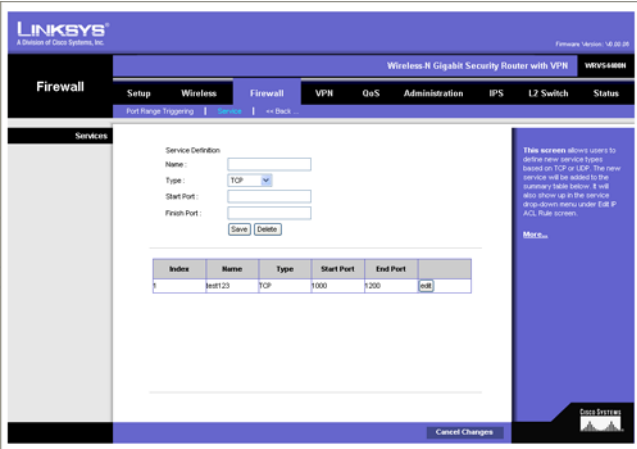 LINKSYS®
A Division of Cisco Systems, Inc.
Firmware Version: V0.00.06
Wireless-N Gigabit Security Router with VPN WRVS4400N
Firewall
Setup Wireless Firewall VPN QoS Administration IPS L2 Switch Status
Port Range Triggering | Service | << Back ...
Services
Service Definition
Name :
Type : TCP
Start Port :
Finish Port :
Save Delete
Index Name Type Start Port End Port
1 test123 TCP 1000 1200 edit
This screen allows users to
define new service types
based on TCP or UDP. The new
service will be added to the
summary table below. It will
also show up in the service
drop-down menu under Edit IP
ACL Rule screen.
More...
Cancel Changes
CISCO SYSTEMS